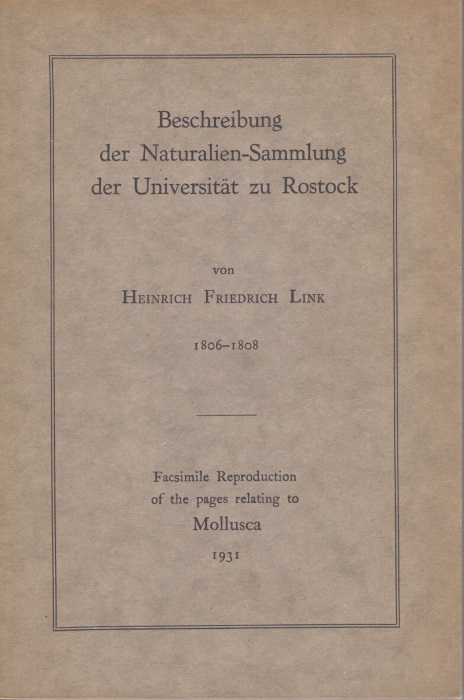 Beschreibung
der Naturalien-Sammlung
der Universität zu Rostock
von
Heinrich Friedrich Link
1806–1808
Facsimile Reproduction
of the pages relating to
Mollusca
1931